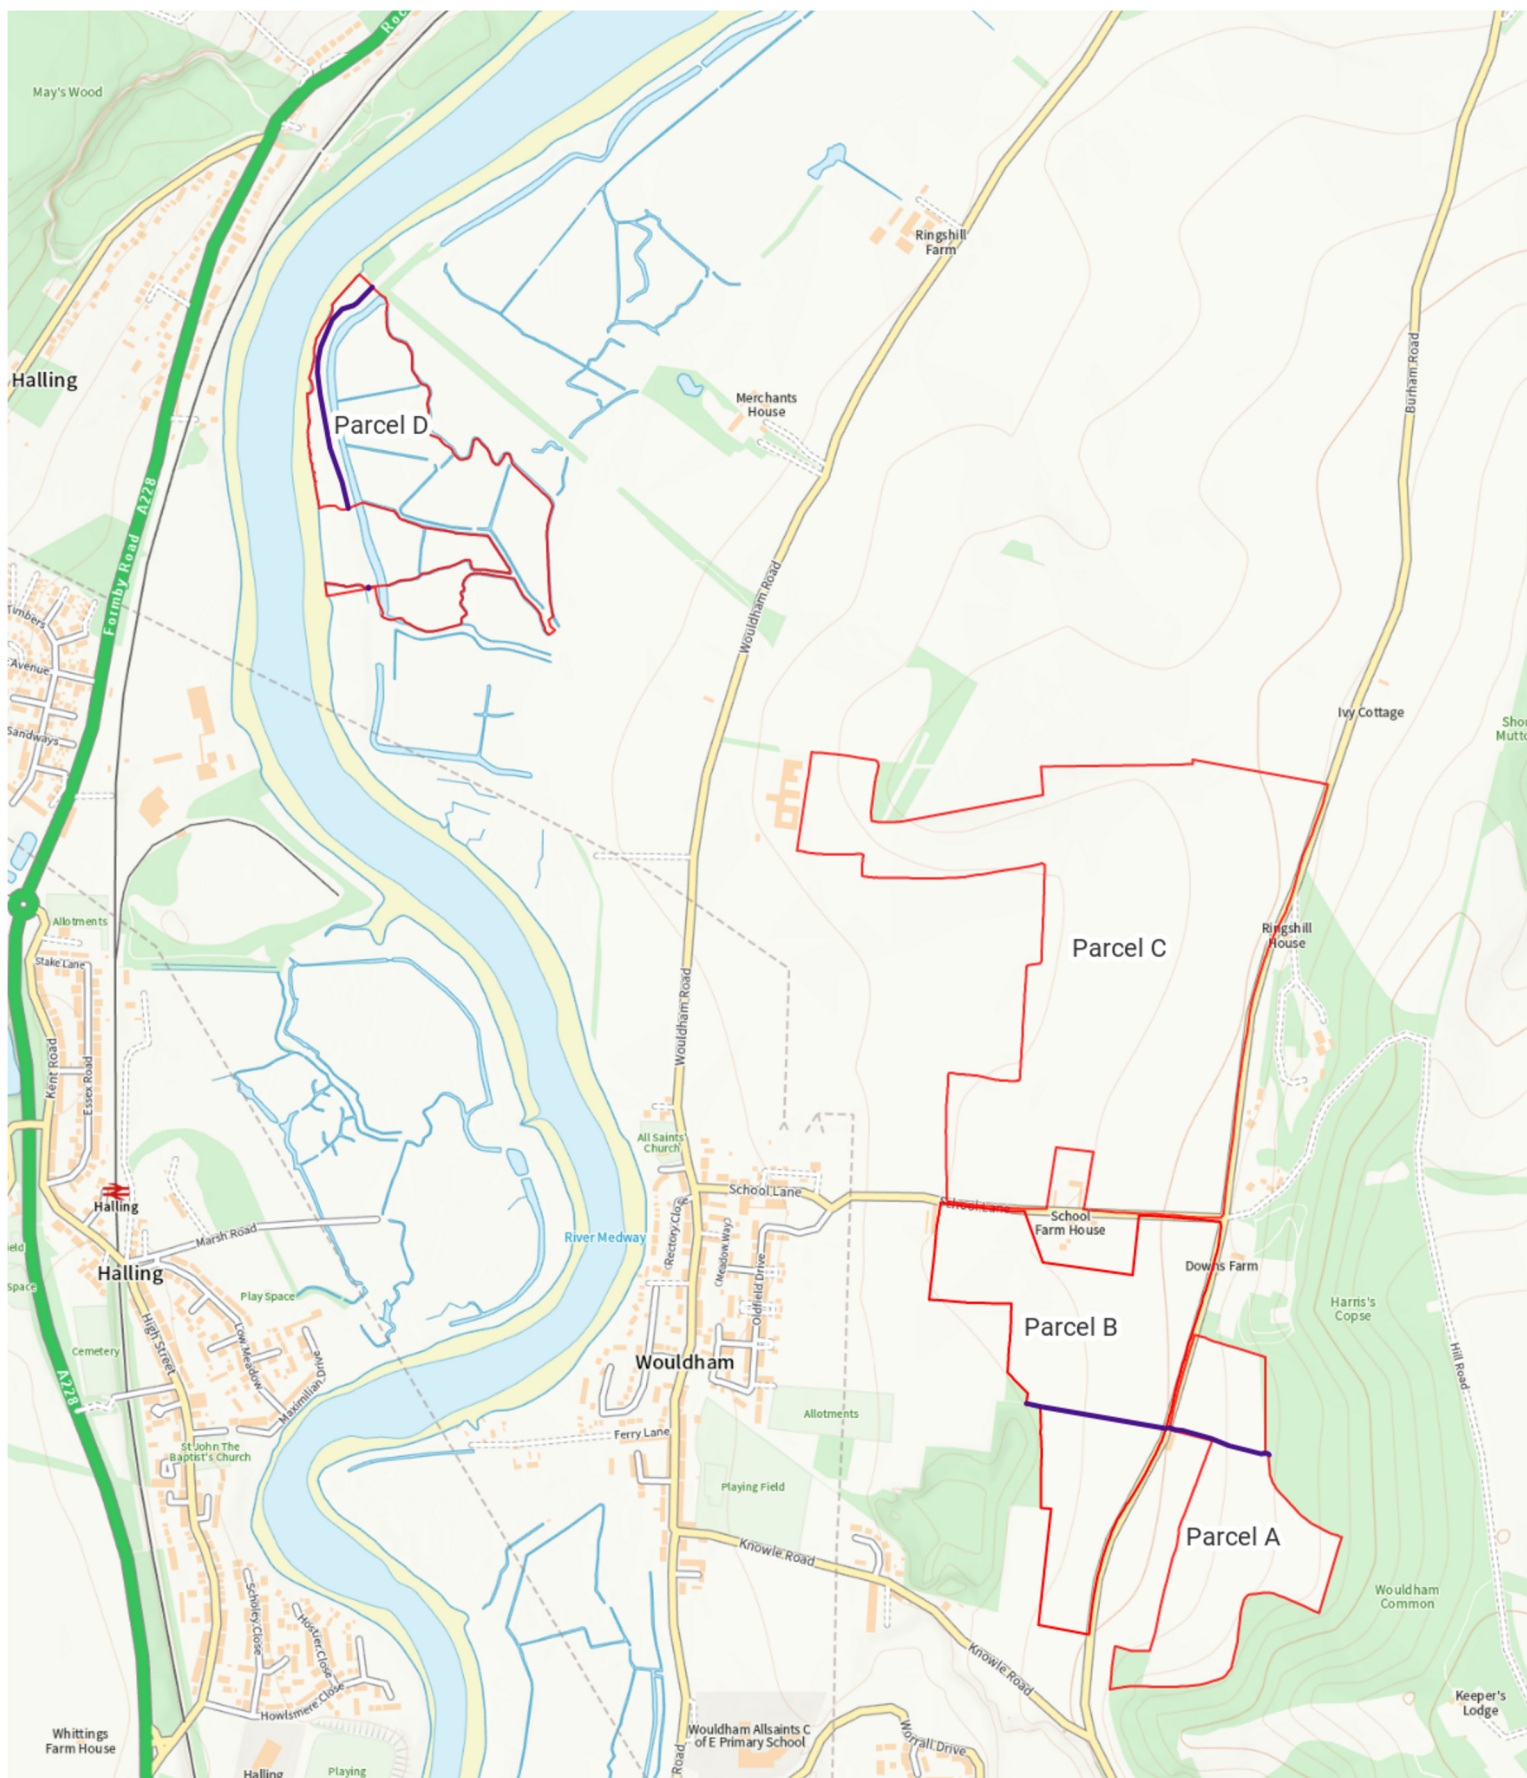 Roc
May's Wood
Ringshill
Farm
Halling
Burham Road
Merchants
House
Parcel D
A228
Formby Road
Wouldham Road
Timbers
Avenue
Sandways
Ivy Cottage
Allotments
Ringshill
House
Parcel C
Stake Lane
Wouldham Road
Kent Road
Essex Road
All Saints'
Church
School Lane
School Lane
Halling
School
Farm House
Marsh Road
River Medway
Rectory Close
(Meadow Way)
Oldfield Drive
Halling
Space
Play Space
Downs Farm
Harris's
Copse
Parcel B
High Street
Low Meadow
Cemetery
Maximilian Drive
Wouldham
Hill Road
A228
Allotments
St John The
Baptist's Church
Ferry Lane
Playing Field
Parcel A
Knowle Road
Wouldham
Common
Scholey Close
Hostier Close
Knowle Road
Howlsmere Close
Keeper's
Lodge
Whittings
Farm House
Wouldham Allsaints C
of E Primary School
Worrall Drive
Road
Halling
Playing